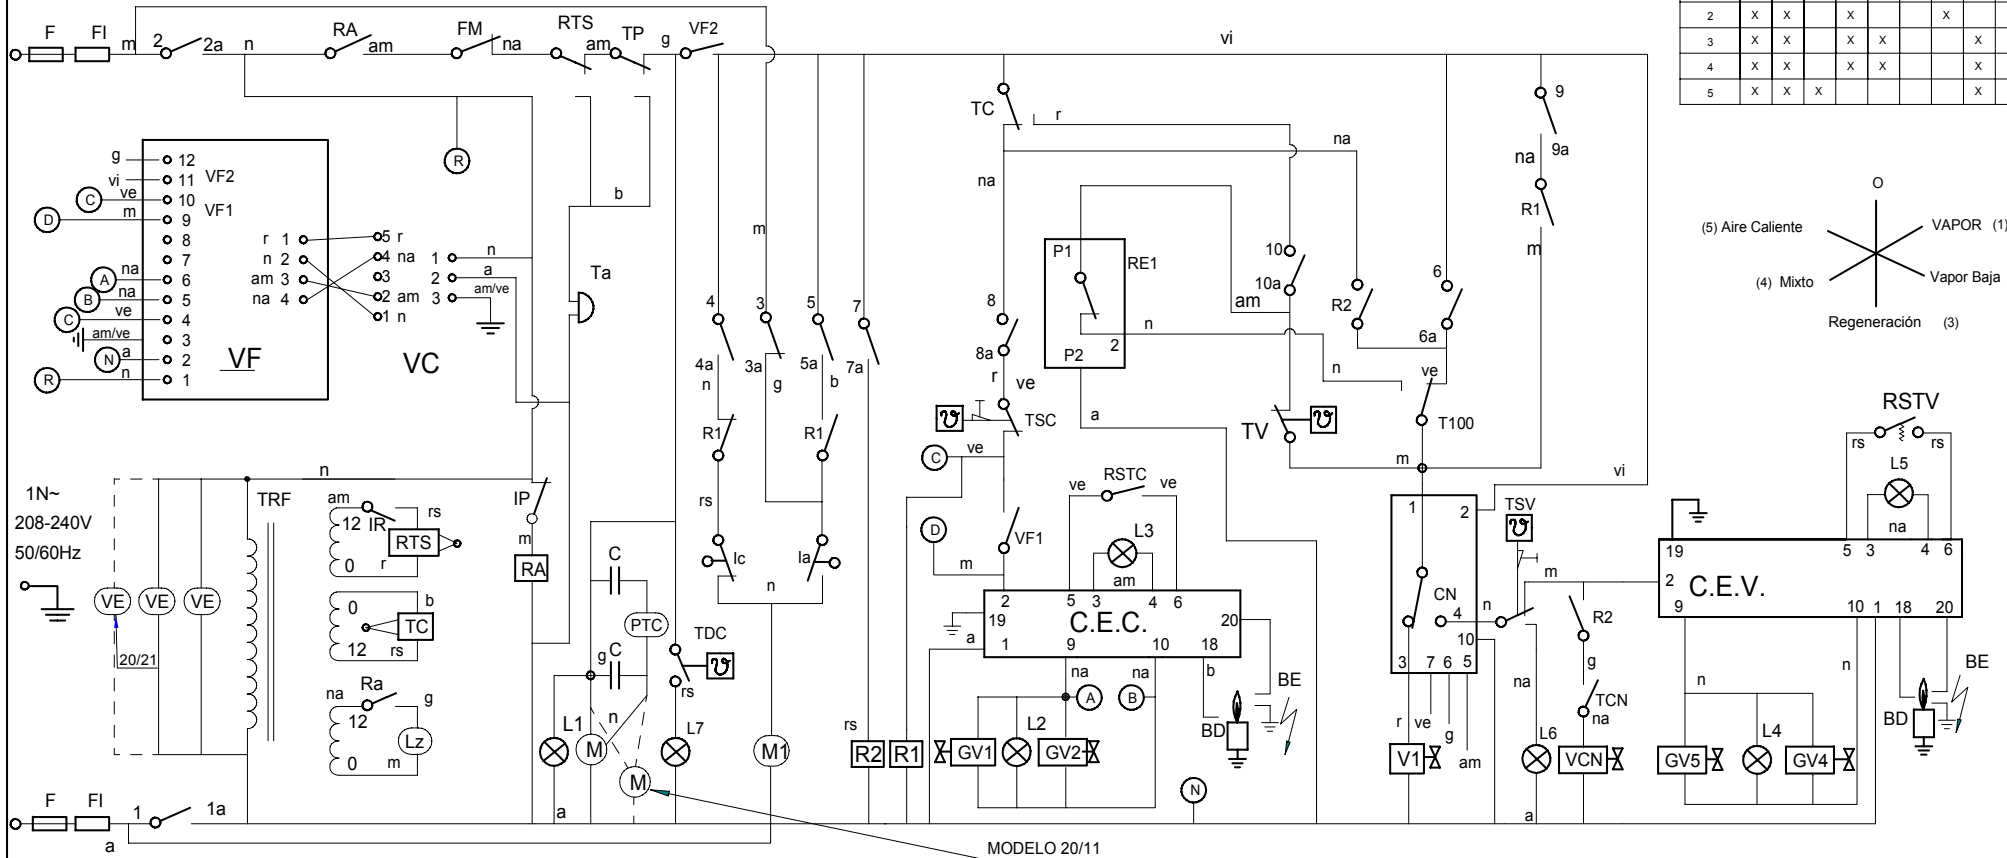 F FI m 2 2a n RA am FM na RTS am TP g VF2 vi
2 X X X X
3 X X X X X
4 X X X X X
5 X X X X
R
g 12
vi 11 VF2
C ve 10
VF1
D m 9
8
7
na 6
A
B na 5
C ve 4
am/ve 3
N a 2
R n 1
VF
r 1
n 2
am 3
na 4
5 r
4 na
3
2 am
1 n
1 n
2 a
3 am/ve
VC
b
Ta
4 3 5 7
m
4a 3a 5a 7a
n g b
R1 R1
rs
Ic Ia
n
M1
TC
r
na
na
8
8a
r
ve
TSC
ϑ
C ve
D
m
VF1
P1
RE1
P2
2
n
a
10
10a
am
R2
6
6a
n
ve
T100
TV
ϑ
m
9
9a
na
R1
m
vi
O
(5) Aire Caliente
VAPOR (1)
(4) Mixto
Vapor Baja
Regeneración (3)
1N~
208-240V
50/60Hz
VE VE VE
20/21
n
TRF
am
12 IR rs
RTS
0 r
0 b
TC
12 rs
na Ra g
12
Lz
0 m
IP
m
RA
C
PTC
g C
n
L1 M
M
a
TDC
ϑ
rs
L7
rs
R2 R1
ve RSTC ve
L3
am
2 5 3 4 6
19 20
C.E.C.
a 1 9 10 18
na A na B b
GV1 L2 GV2
BD BE
N
1 2
CN
4
10
3 7 6 5
r ve g am
V1
TSV
ϑ
n
m
na
L6
R2
g
TCN
na
VCN
a
RSTV
rs rs
L5
na
19 5 3 4 6
2
C.E.V.
9 10 1 18 20
n n
GV5 L4 GV4
BD BE
F FI 1 1a
a
MODELO 20/11